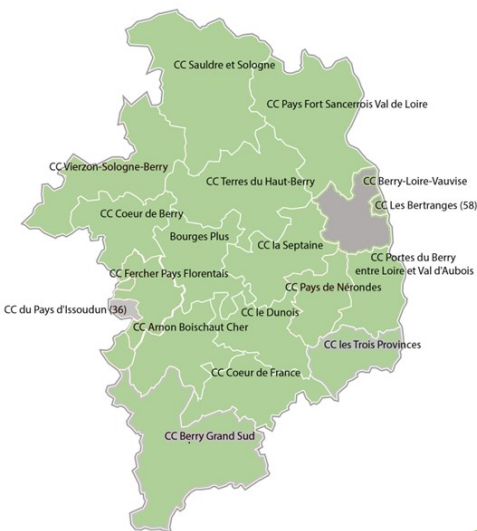 CC Sauldre et Sologne
CC Pays Fort Sancerrois Val de Loire
CC Vierzon-Sologne-Berry
CC Terres du Haut-Berry
CC Berry-Loire-Vauvise
CC Les Bertranges (58)
CC Coeur de Berry
Bourges Plus
CC la Septaine
CC Portes du Berry
entre Loire et Val d'Aubois
CC Fercher Pays Florentais
CC Pays de Nérondes
CC du Pays d'Issoudun (36)
CC le Dunois
CC Arnon Boischaut Cher
CC les Trois Provinces
CC Coeur de France
CC Berry Grand Sud